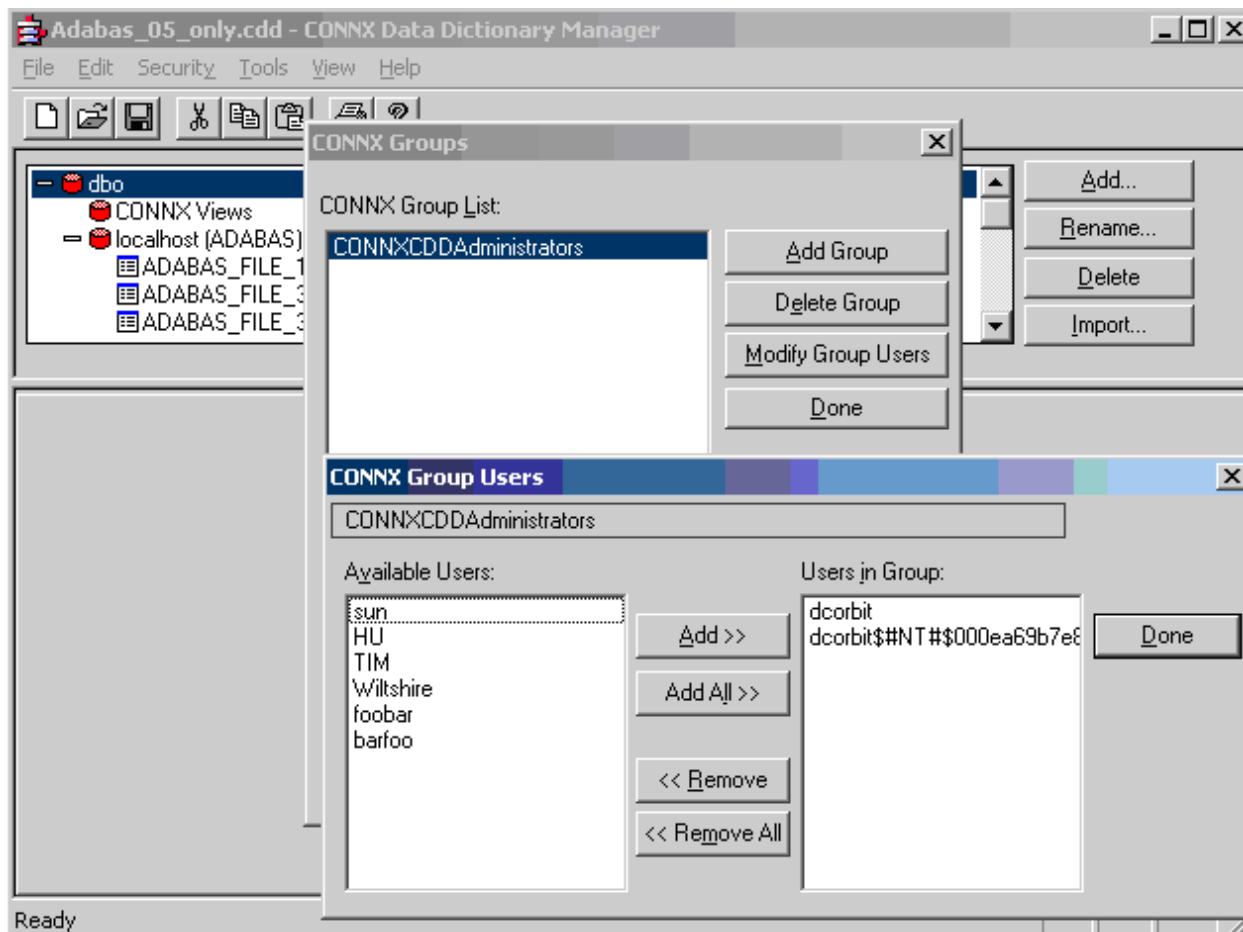 Adabas_05_only.cdd - CONNX Data Dictionary Manager
File Edit Security Tools View Help
CONNX Groups
dbo
CONNX Views
localhost (ADABAS)
ADABAS_FILE_1
ADABAS_FILE_3
ADABAS_FILE_3
CONNX Group List:
CONNXCDDAdministrators
Add Group
Delete Group
Modify Group Users
Done
Add...
Rename...
Delete
Import...
CONNX Group Users
CONNXCDDAdministrators
Available Users:
sun
HU
TIM
Wiltshire
foobar
barfoo
Add >>
Add All >>
<< Remove
<< Remove All
Users in Group:
dcorbit
dcorbit$#NT#$000ea69b7e8
Done
Ready